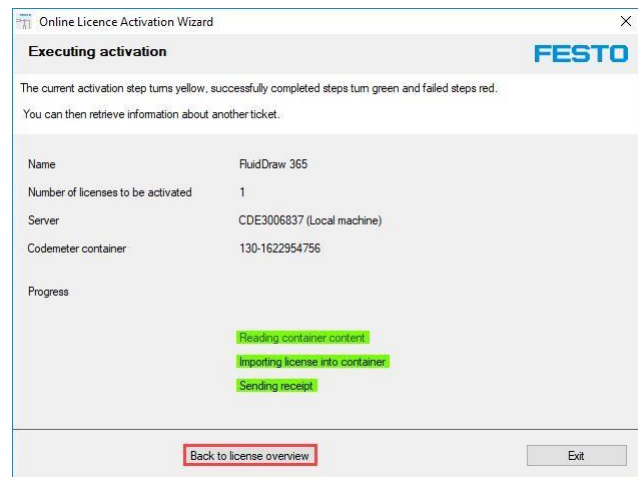 Online Licence Activation Wizard
Executing activation
FESTO
The current activation step turns yellow, successfully completed steps turn green and failed steps red.
You can then retrieve information about another ticket.
Name FluidDraw 365
Number of licenses to be activated 1
Server CDE3006837 (Local machine)
Codemeter container 130-1622954756
Progress
Reading container content
Importing license into container
Sending receipt
Back to license overview Exit